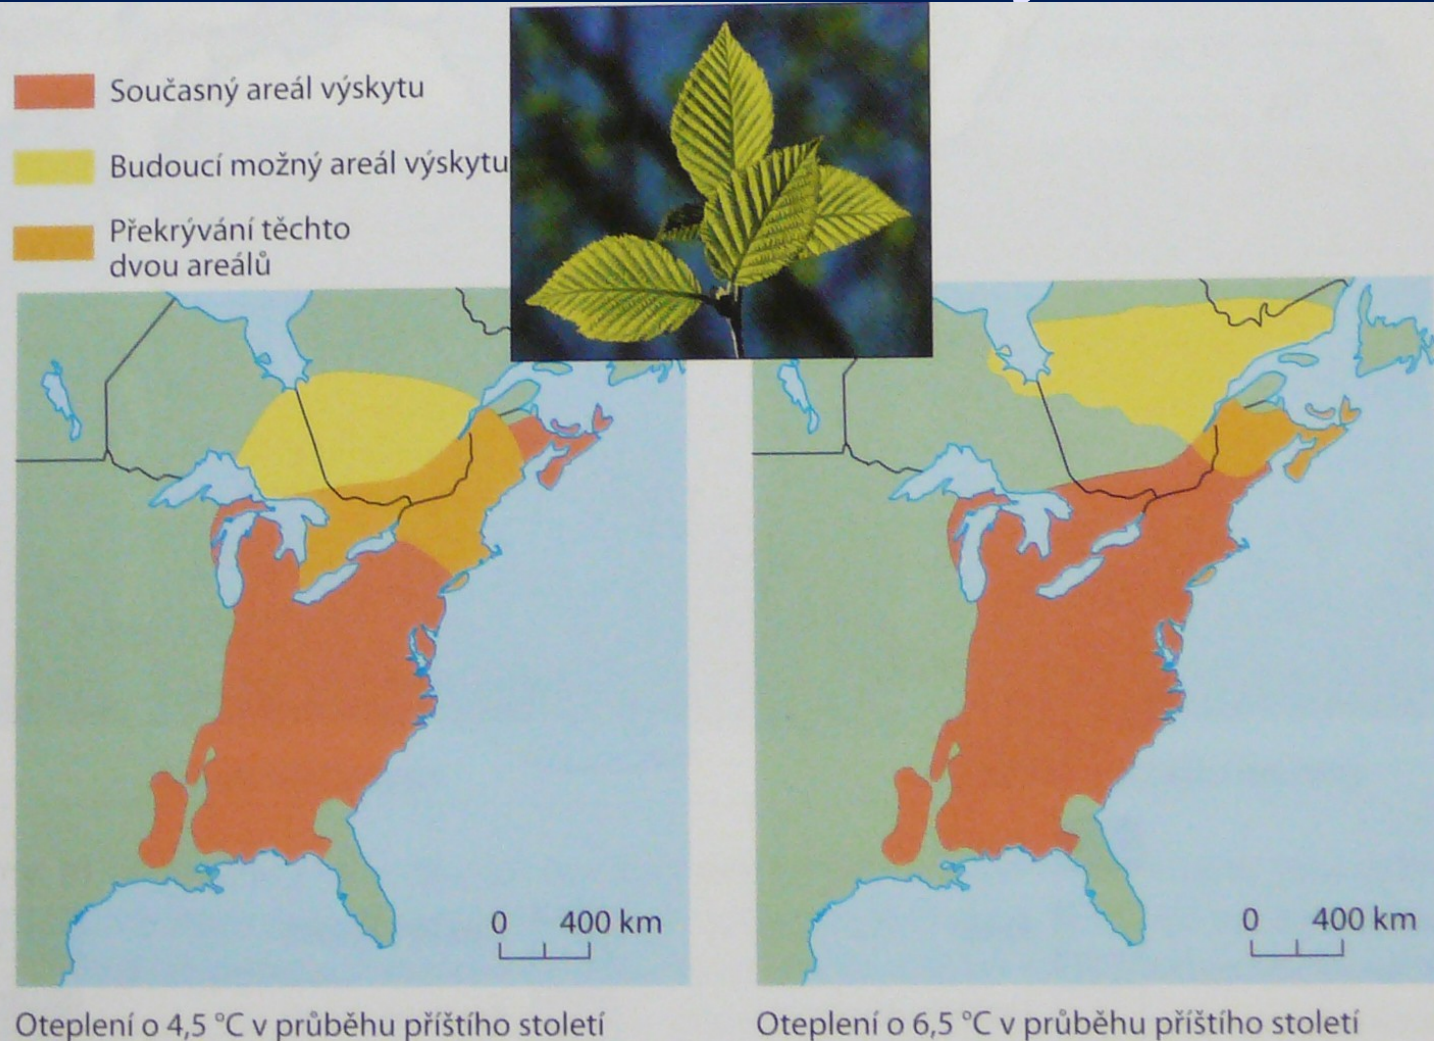 Současný areál výskytu
Budoucí možný areál výskytu
Překrývání těchto
dvou areálů
0 400 km
0 400 km
Oteplení o 4,5 °C v průběhu příštího století
Oteplení o 6,5 °C v průběhu příštího století